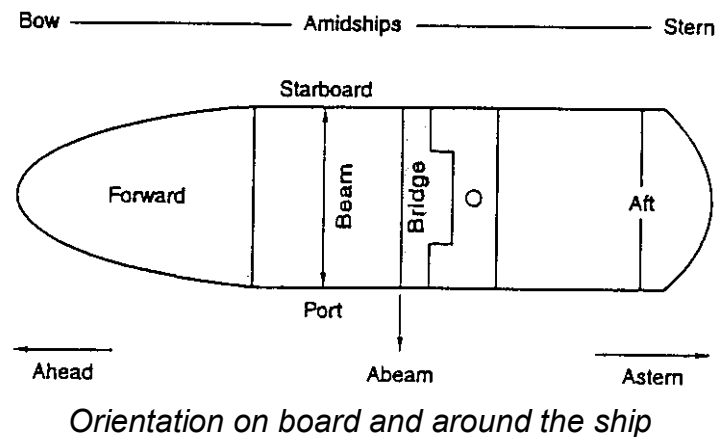 Bow Amidships Stern
Starboard
Forward Beam Bridge Aft
Port
Ahead Abeam Astern
Orientation on board and around the ship